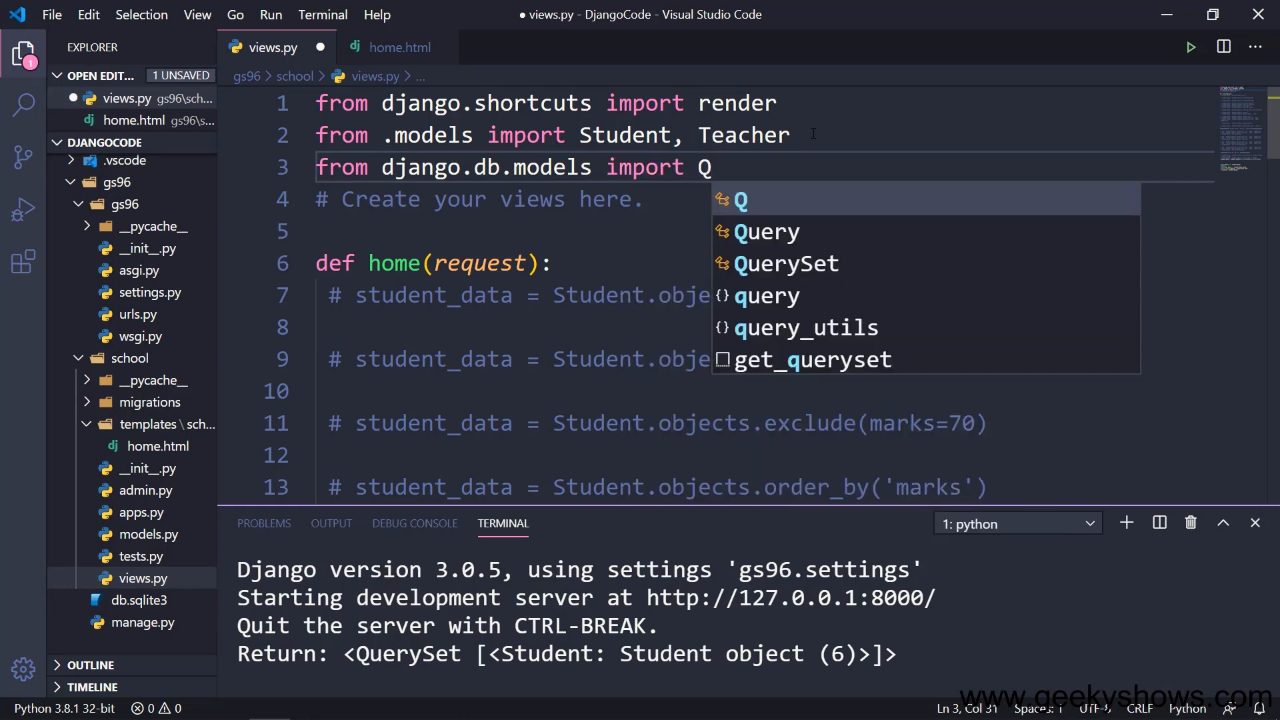 File Edit Selection View Go Run Terminal Help
● views.py - DjangoCode - Visual Studio Code
EXPLORER
OPEN EDIT... 1 UNSAVED
views.py gs96\sch...
home.html gs96\s...
DJANGOCODE
.vscode
gs96
gs96
__pycache__
__init__.py
asgi.py
settings.py
urls.py
wsgi.py
school
__pycache__
migrations
templates \ sch...
home.html
__init__.py
admin.py
apps.py
models.py
tests.py
views.py
db.sqlite3
manage.py
OUTLINE
TIMELINE
1
views.py ● home.html
gs96 > school > views.py > ...
1 from django.shortcuts import render
2 from .models import Student, Teacher
3 from django.db.models import Q
4 # Create your views here.
5
6 def home(request):
7 # student_data = Student.obje
8
9 # student_data = Student.obje
10
11 # student_data = Student.objects.exclude(marks=70)
12
13 # student_data = Student.objects.order_by('marks')
Q
Query
QuerySet
query
query_utils
get_queryset
PROBLEMS OUTPUT DEBUG CONSOLE TERMINAL 1: python
Django version 3.0.5, using settings 'gs96.settings'
Starting development server at http://127.0.0.1:8000/
Quit the server with CTRL-BREAK.
Return: <QuerySet [<Student: Student object (6)>]>
www.geekyshows.com
Python 3.8.1 32-bit 0 0 Ln 3, Col 31 Spaces: 1 UTF-8 CRLF Python